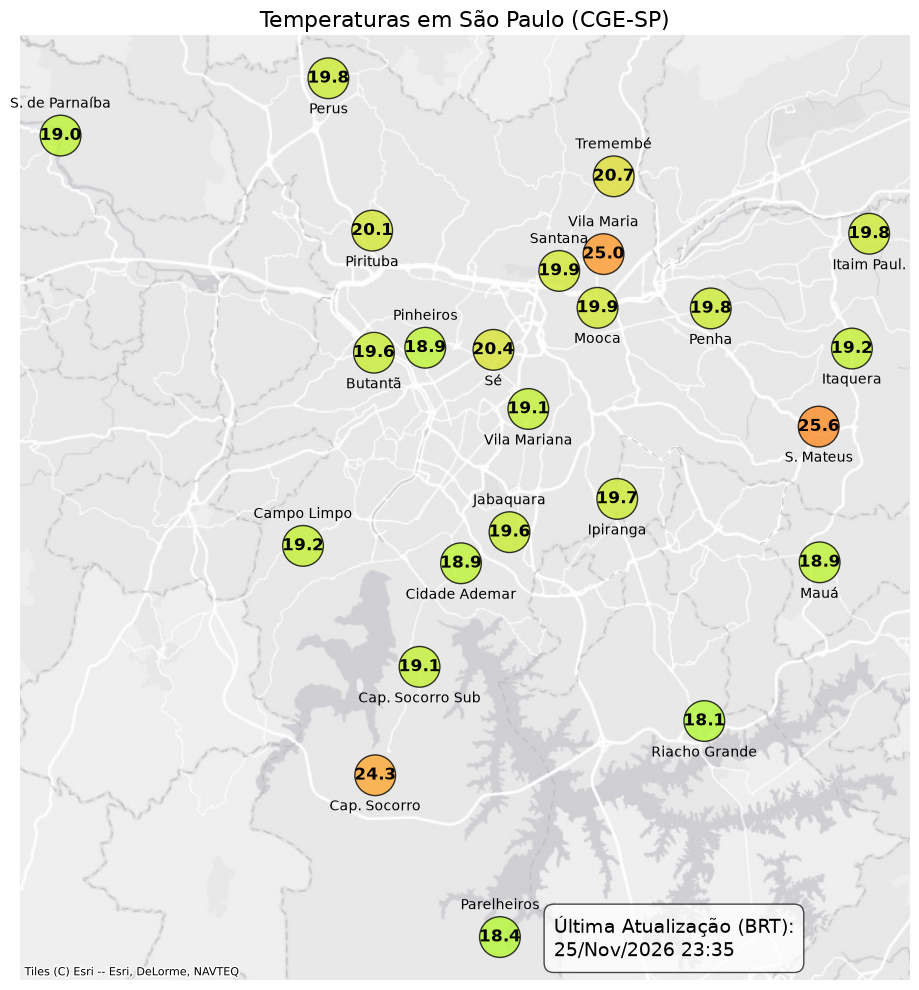 Temperaturas em São Paulo (CGE-SP)
19.8
Perus
S. de Parnaíba
19.0
Tremembé
20.7
Vila Maria
25.0
20.1
Pirituba
Santana
19.9
19.8
Itaim Paul.
19.9
Mooca
19.8
Penha
Pinheiros
18.9
19.6
Butantã
20.4
Sé
19.2
Itaquera
19.1
Vila Mariana
25.6
S. Mateus
19.7
Ipiranga
Jabaquara
19.6
Campo Limpo
19.2
18.9
Cidade Ademar
18.9
Mauá
19.1
Cap. Socorro Sub
18.1
Riacho Grande
24.3
Cap. Socorro
Parelheiros
18.4
Última Atualização (BRT):
25/Nov/2026 23:35
Tiles (C) Esri -- Esri, DeLorme, NAVTEQ